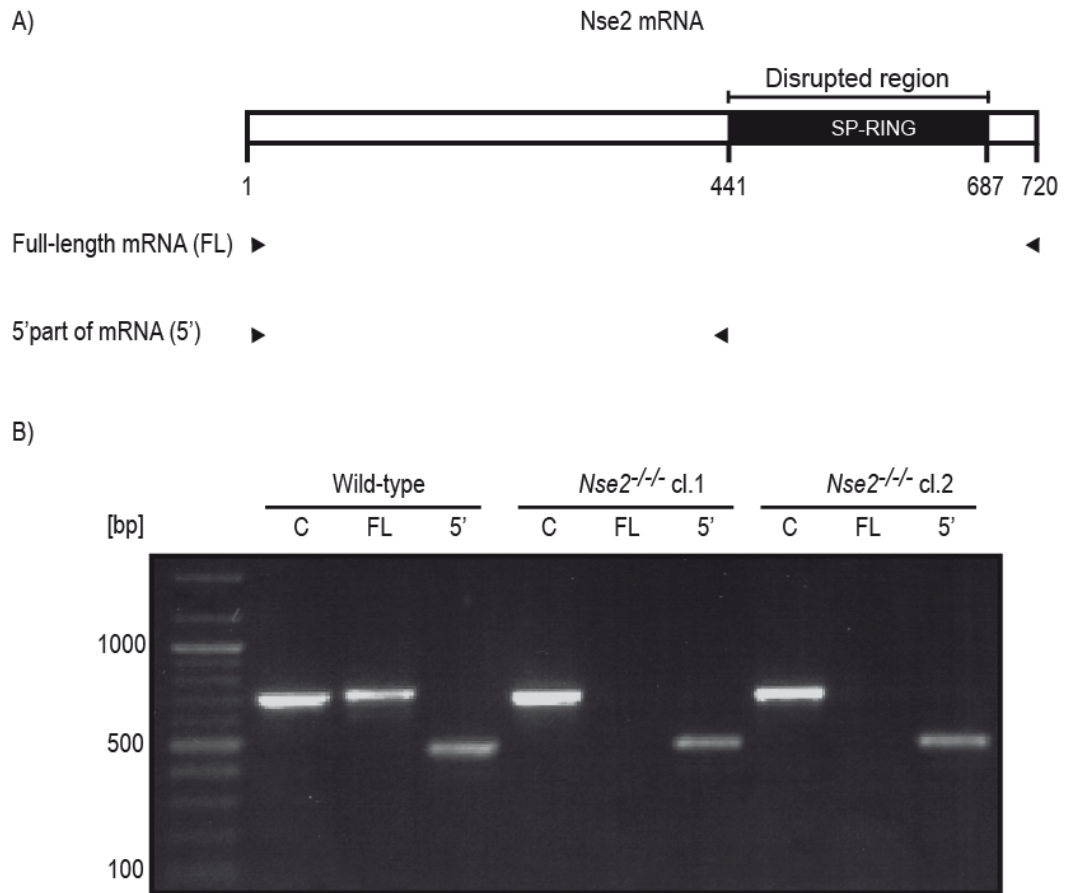 A)
Nse2 mRNA
Disrupted region
SP-RING
1 441 687 720
Full-length mRNA (FL)
5'part of mRNA (5')
B)
Wild-type Nse2-/-/- cl.1 Nse2-/-/- cl.2
[bp] C FL 5' C FL 5' C FL 5'
1000
500
100